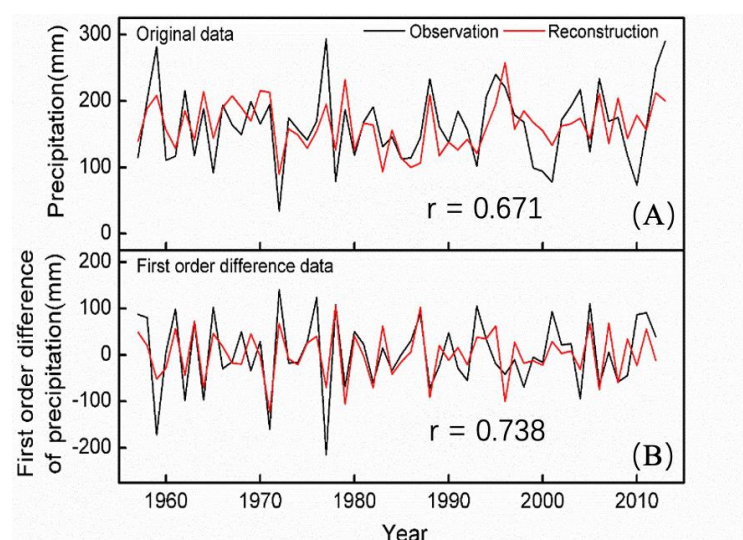 Original data
Observation
Reconstruction
300
200
100
0
Precipitation(mm)
r = 0.671
(A)
First order difference data
200
100
0
-100
-200
First order difference
of precipitation(mm)
r = 0.738
(B)
1960
1970
1980
1990
2000
2010
Year